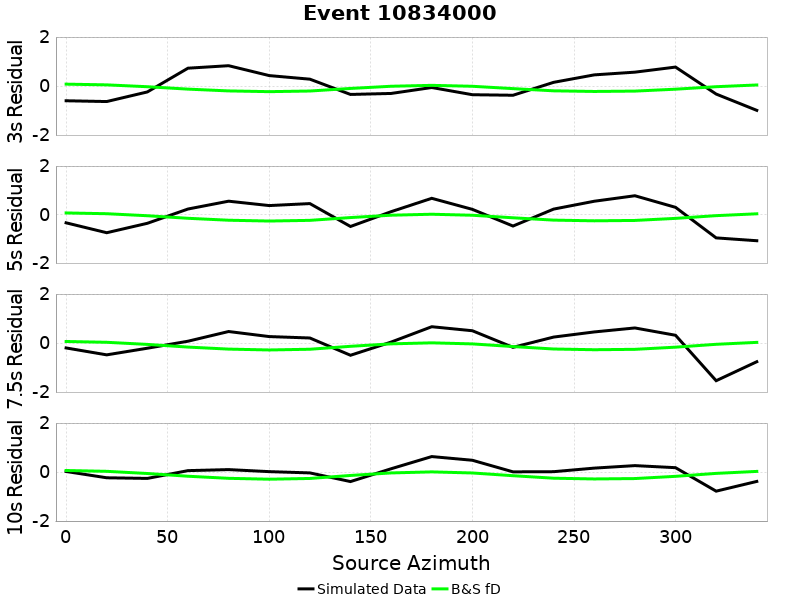 Event 10834000
3s Residual
2
0
-2
5s Residual
2
0
-2
7.5s Residual
2
0
-2
10s Residual
2
0
-2
0 50 100 150 200 250 300
Source Azimuth
Simulated Data B&S fD